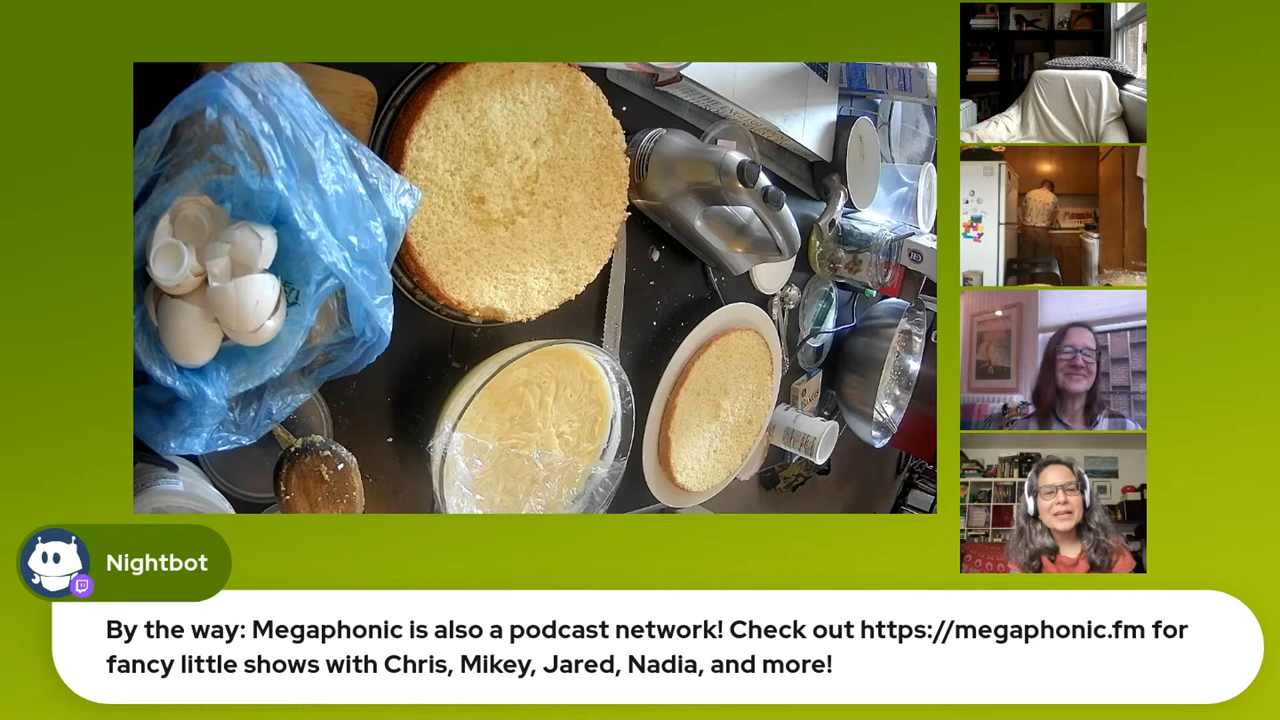 Nightbot
By the way: Megaphonic is also a podcast network! Check out https://megaphonic.fm for
fancy little shows with Chris, Mikey, Jared, Nadia, and more!